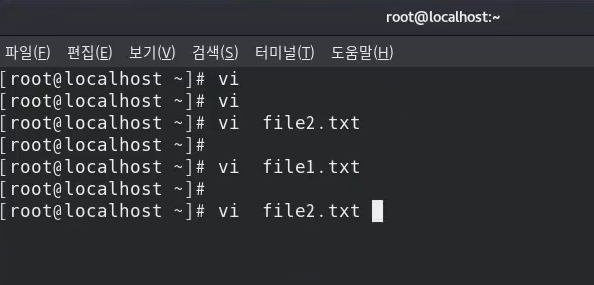 root@localhost:~
파일(F) 편집(E) 보기(V) 검색(S) 터미널(T) 도움말(H)
[root@localhost ~]# vi
[root@localhost ~]# vi
[root@localhost ~]# vi  file2.txt
[root@localhost ~]#
[root@localhost ~]# vi  file1.txt
[root@localhost ~]#
[root@localhost ~]# vi  file2.txt